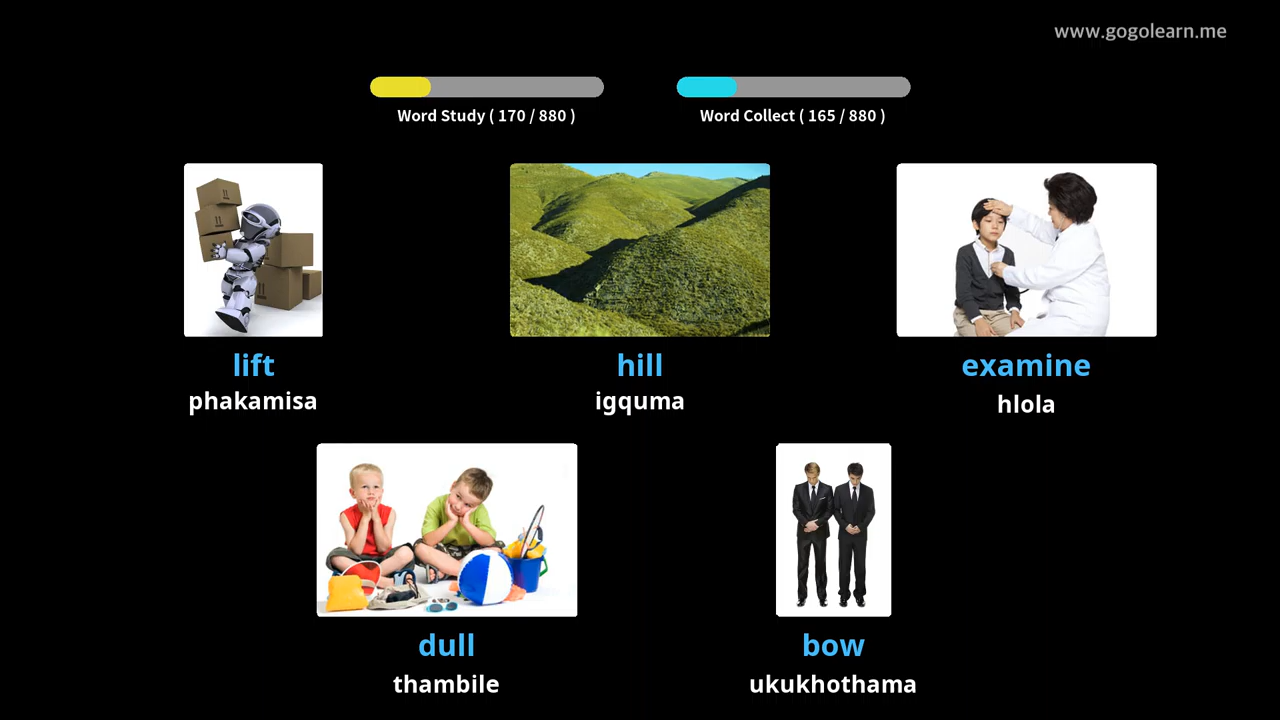 www.gogolearn.me
Word Study ( 170 / 880 )
Word Collect ( 165 / 880 )
lift
phakamisa
hill
igquma
examine
hlola
dull
thambile
bow
ukukhothama